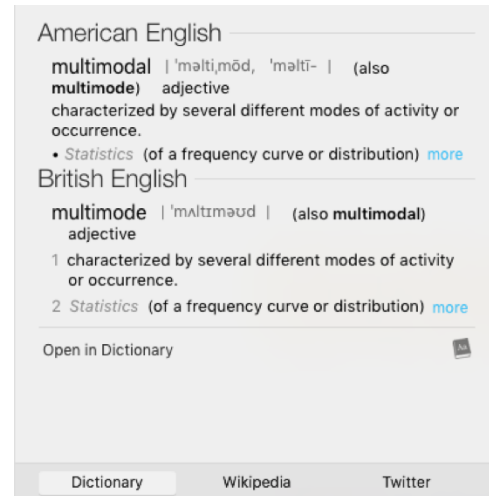 American English
multimodal | ˈməltiˌmōd, ˈməltī- | (also
multimode) adjective
characterized by several different modes of activity or
occurrence.
• Statistics (of a frequency curve or distribution) more
British English
multimode | ˈmʌltɪməʊd | (also multimodal)
adjective
1 characterized by several different modes of activity
or occurrence.
2 Statistics (of a frequency curve or distribution) more
Open in Dictionary
Aa
Dictionary Wikipedia Twitter